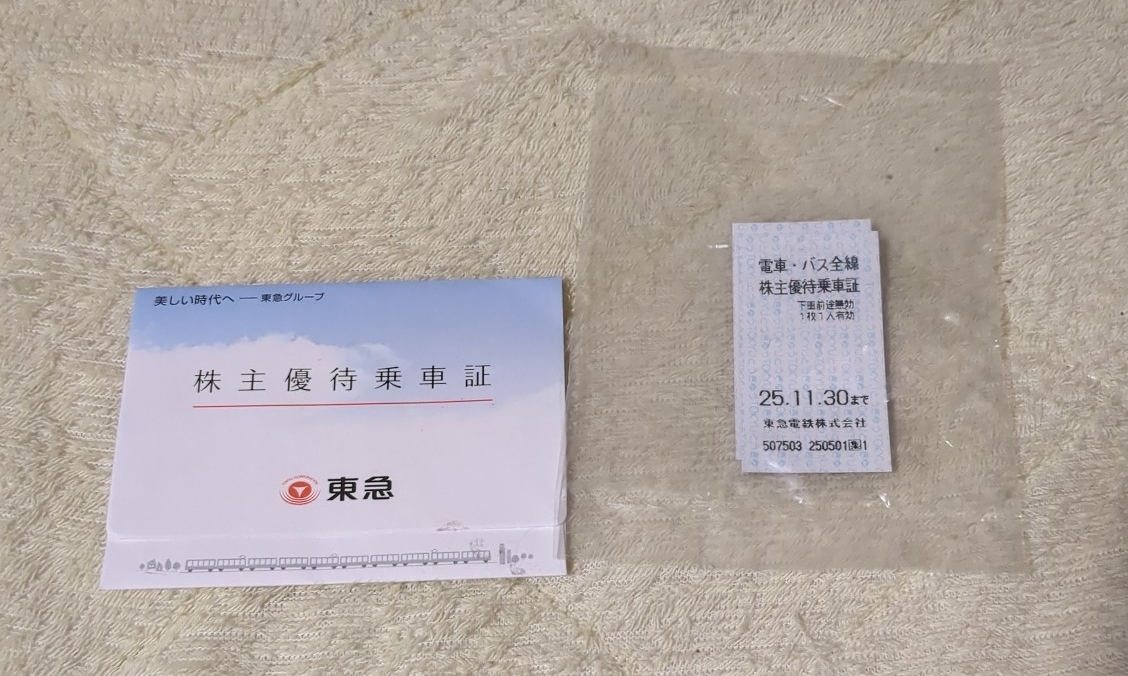 美しい時代へ ― 東急グループ
株主優待乗車証
東急
電車・バス全線
株主優待乗車証
下車前途無効
1枚1人有効
25.11.30まで
東急電鉄株式会社
507503 250501 1